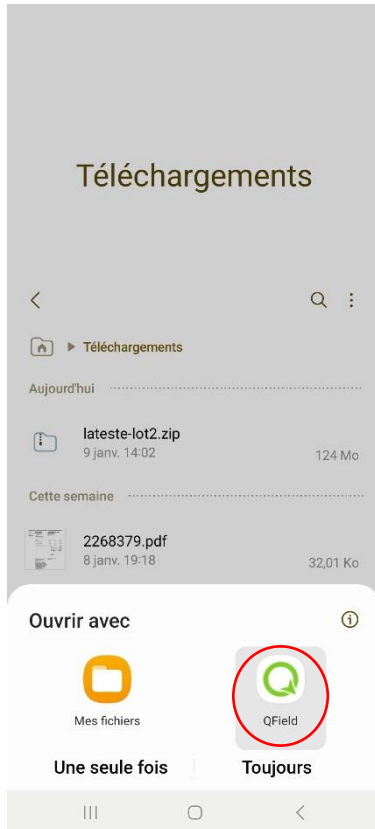 Téléchargements
Téléchargements
Aujourd'hui
lateste-lot2.zip
9 janv. 14:02
124 Mo
Cette semaine
2268379.pdf
8 janv. 19:18
32,01 Ko
Ouvrir avec
Mes fichiers
QField
Une seule fois
Toujours